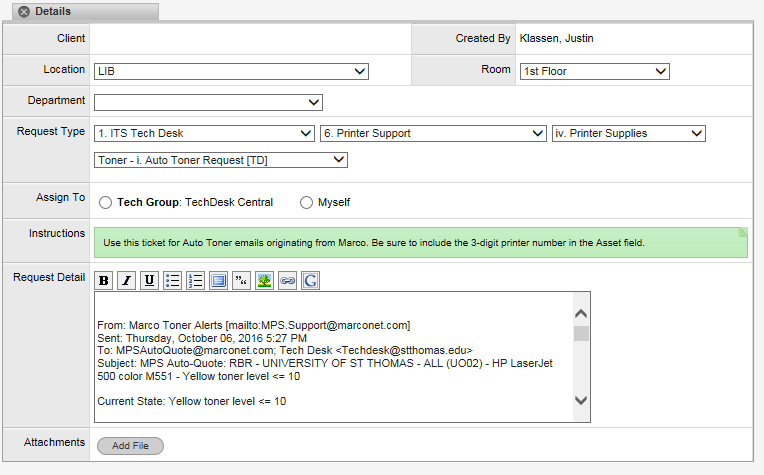 Details
Client
Created By Klassen, Justin
Location LIB Room 1st Floor
Department
Request Type 1. ITS Tech Desk 6. Printer Support iv. Printer Supplies
Toner - i. Auto Toner Request [TD]
Assign To Tech Group: TechDesk Central Myself
Instructions Use this ticket for Auto Toner emails originating from Marco. Be sure to include the 3-digit printer number in the Asset field.
Request Detail B I U G
From: Marco Toner Alerts [mailto:MPS.Support@marconet.com]
Sent: Thursday, October 06, 2016 5:27 PM
To: MPSAutoQuote@marconet.com; Tech Desk <Techdesk@stthomas.edu>
Subject: MPS Auto-Quote: RBR - UNIVERSITY OF ST THOMAS - ALL (UO02) - HP LaserJet
500 color M551 - Yellow toner level <= 10
Current State: Yellow toner level <= 10
Attachments Add File